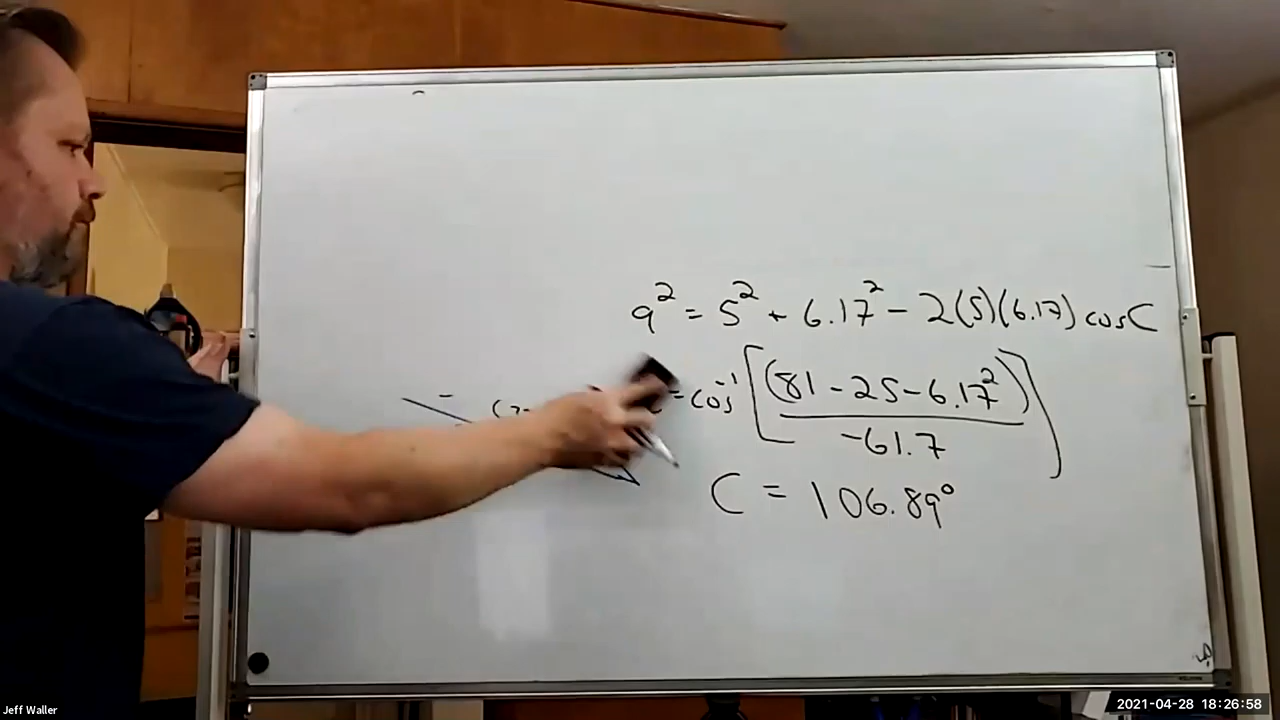 9² = 5² + 6.17² - 2(5)(6.17) cos C
= cos⁻¹ [(81 - 25 - 6.17²) / -61.7]
C = 106.89°
Jeff Waller
2021-04-28 18:26:58